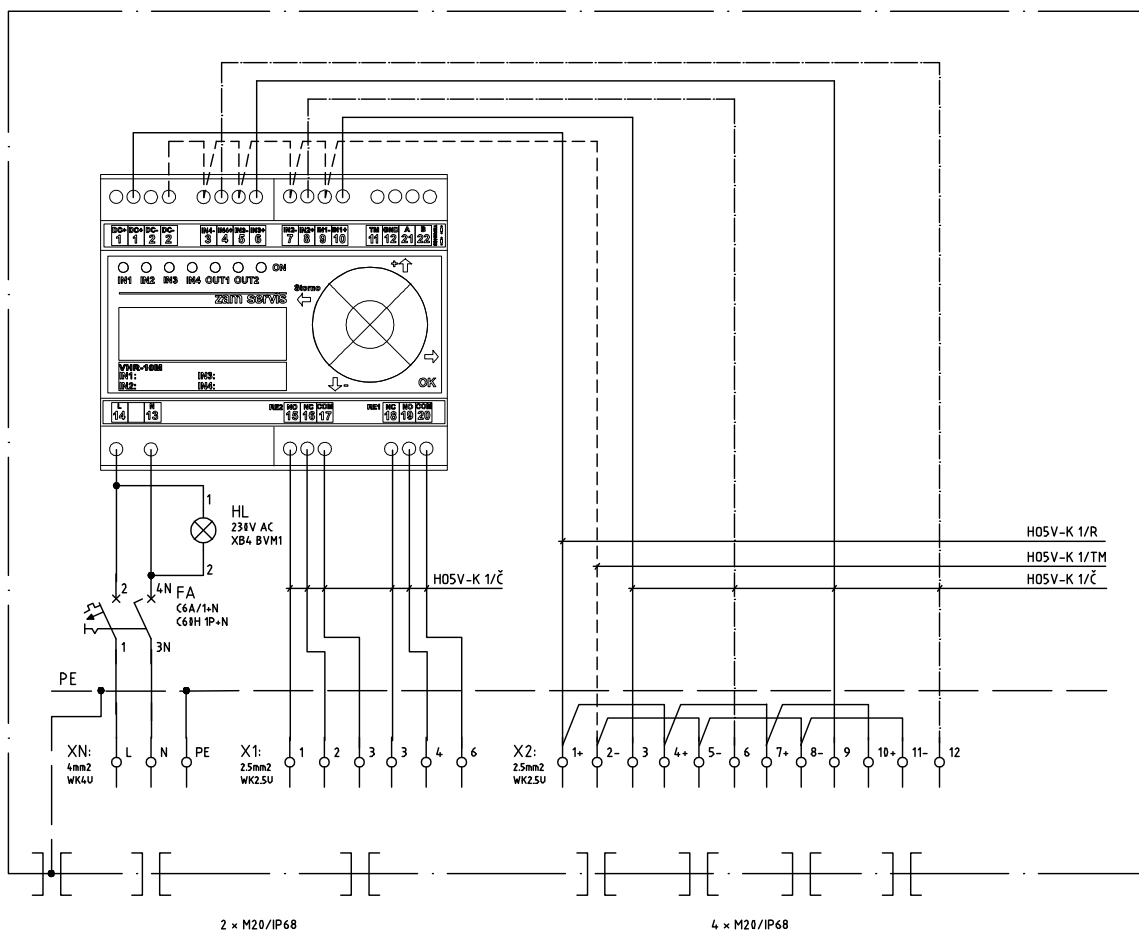 DC+ DC+ DC- DC- IN4- IN4+ IN3- IN3+ IN2- IN2+ IN1- IN1+ TM GND A B
1 1 2 2 3 4 5 6 7 8 9 10 11 12 21 22
ON
IN1 IN2 IN3 IN4 OUT1 OUT2
zam servis
Storno
+
VHR-10M
IN1: IN3:
IN2: IN4:
-
OK
L N RE2 NO NC COM RE1 NC NO COM
14 13 15 16 17 18 19 20
1
HL
230V AC
XB4 BVM1
2
H05V-K 1/R
H05V-K 1/TM
H05V-K 1/Č
H05V-K 1/Č
2 4N FA
C6A/1+N
C60H 1P+N
1 3N
PE
XN: L N PE
4mm2
WK4U
X1: 1 2 3 3 4 6
2.5mm2
WK2.5U
X2: 1+ 2- 3 4+ 5- 6 7+ 8- 9 10+ 11- 12
2.5mm2
WK2.5U
2 × M20/IP68
4 × M20/IP68